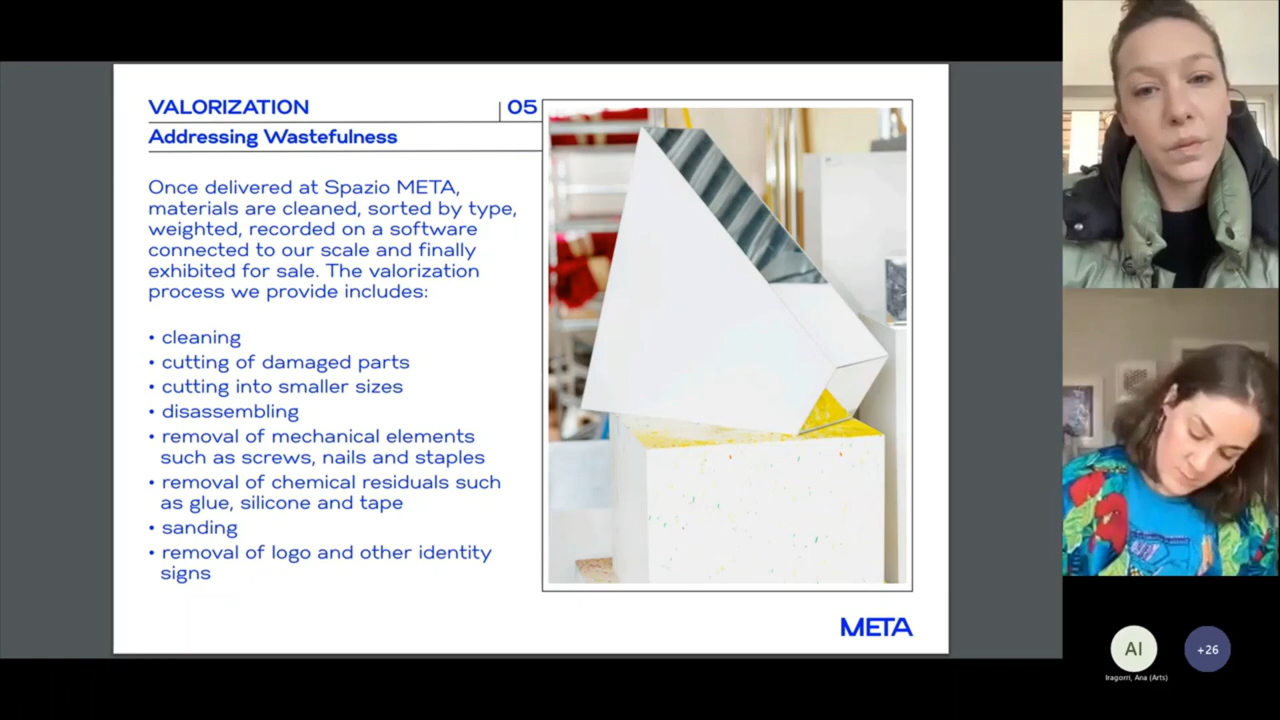 VALORIZATION
05
Addressing Wastefulness
Once delivered at Spazio META,
materials are cleaned, sorted by type,
weighted, recorded on a software
connected to our scale and finally
exhibited for sale. The valorization
process we provide includes:
• cleaning
• cutting of damaged parts
• cutting into smaller sizes
• disassembling
• removal of mechanical elements
such as screws, nails and staples
• removal of chemical residuals such
as glue, silicone and tape
• sanding
• removal of logo and other identity
signs
META
AI
+26
Iragorri, Ana (Arts)